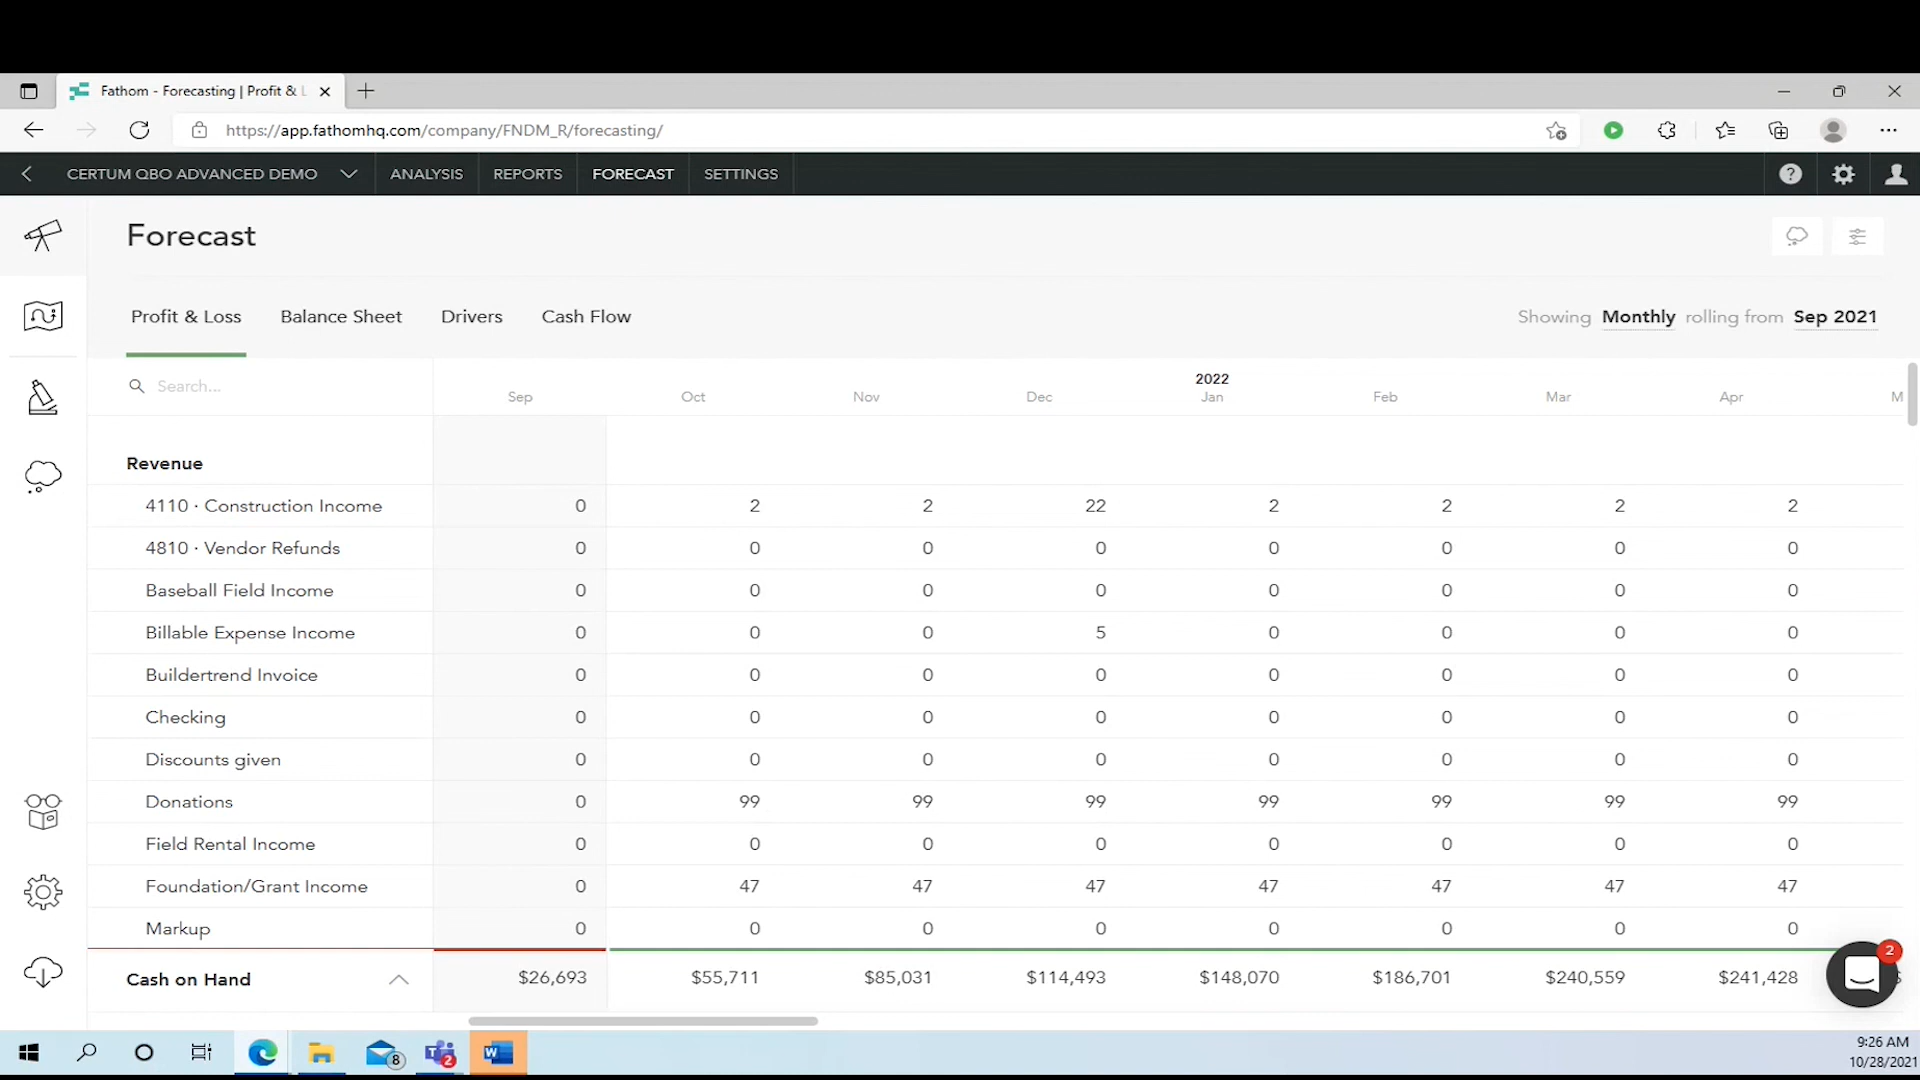 Fathom - Forecasting | Profit & L
https://app.fathomhq.com/company/FNDM_R/forecasting/
CERTUM QBO ADVANCED DEMO ANALYSIS REPORTS FORECAST SETTINGS
Forecast
Profit & Loss Balance Sheet Drivers Cash Flow Showing Monthly rolling from Sep 2021
Search...
2022
Sep Oct Nov Dec Jan Feb Mar Apr M
Revenue
4110 · Construction Income 0 2 2 22 2 2 2 2
4810 · Vendor Refunds 0 0 0 0 0 0 0 0
Baseball Field Income 0 0 0 0 0 0 0 0
Billable Expense Income 0 0 0 5 0 0 0 0
Buildertrend Invoice 0 0 0 0 0 0 0 0
Checking 0 0 0 0 0 0 0 0
Discounts given 0 0 0 0 0 0 0 0
Donations 0 99 99 99 99 99 99 99
Field Rental Income 0 0 0 0 0 0 0 0
Foundation/Grant Income 0 47 47 47 47 47 47 47
Markup 0 0 0 0 0 0 0 0
2
Cash on Hand $26,693 $55,711 $85,031 $114,493 $148,070 $186,701 $240,559 $241,428 $
8 2 W
9:26 AM
10/28/2021